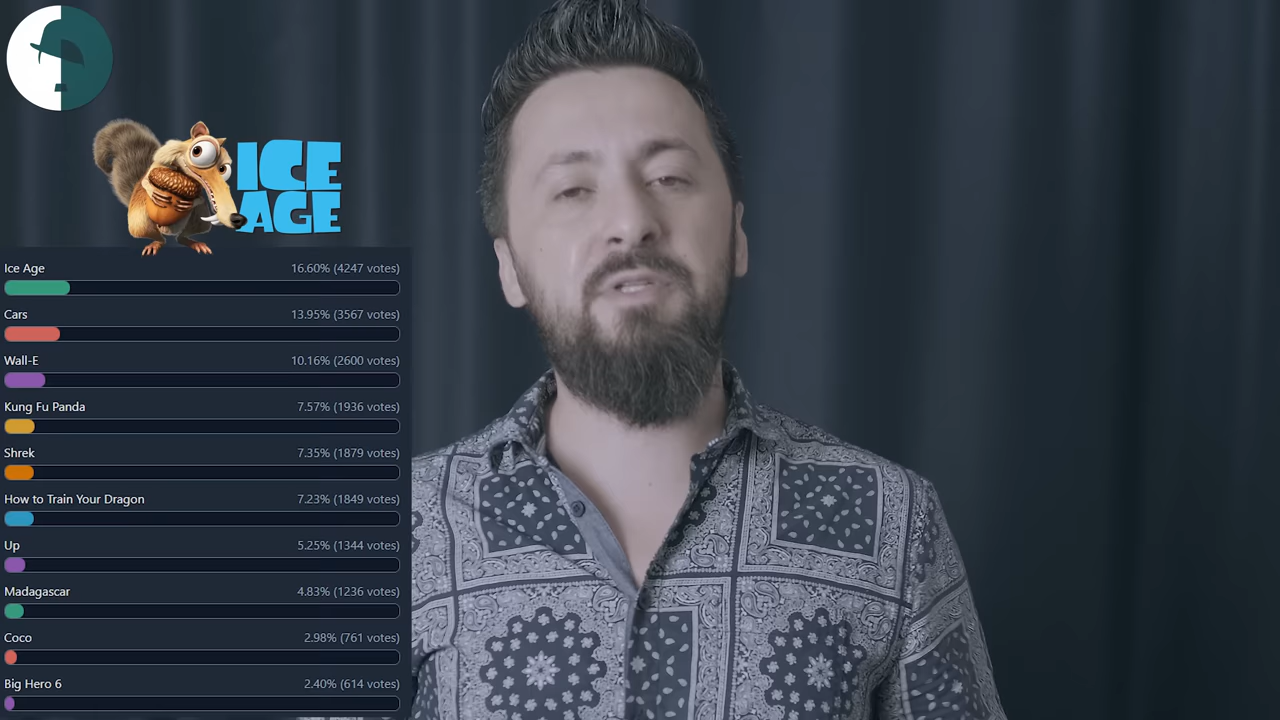 ICE
AGE
Ice Age 16.60% (4247 votes)
Cars 13.95% (3567 votes)
Wall-E 10.16% (2600 votes)
Kung Fu Panda 7.57% (1936 votes)
Shrek 7.35% (1879 votes)
How to Train Your Dragon 7.23% (1849 votes)
Up 5.25% (1344 votes)
Madagascar 4.83% (1236 votes)
Coco 2.98% (761 votes)
Big Hero 6 2.40% (614 votes)